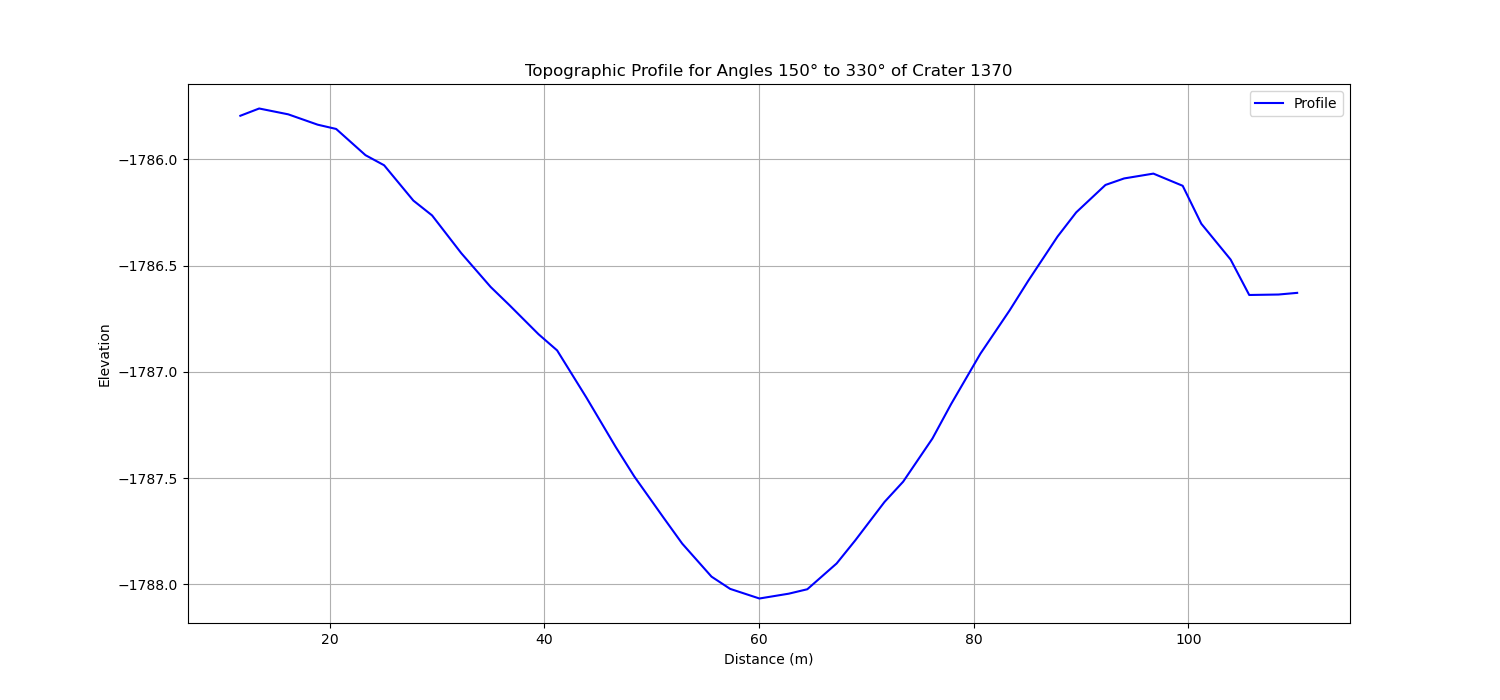 Topographic Profile for Angles 150° to 330° of Crater 1370
Profile
−1786.0
−1786.5
−1787.0
−1787.5
−1788.0
Elevation
20 40 60 80 100
Distance (m)